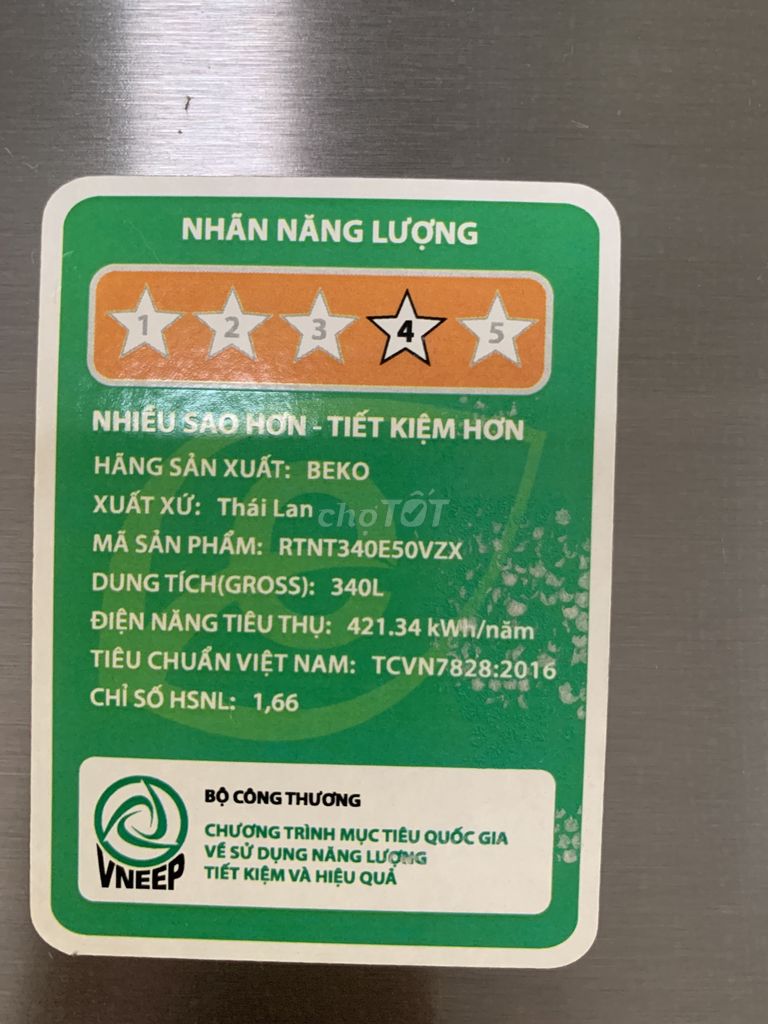 NHÃN NĂNG LƯỢNG
1 2 3 4 5
NHIỀU SAO HƠN - TIẾT KIỆM HƠN
HÃNG SẢN XUẤT: BEKO
XUẤT XỨ: Thái Lan
chợTỐT
MÃ SẢN PHẨM: RTNT340E50VZX
DUNG TÍCH(GROSS): 340L
ĐIỆN NĂNG TIÊU THỤ: 421.34 kWh/năm
TIÊU CHUẨN VIỆT NAM: TCVN7828:2016
CHỈ SỐ HSNL: 1,66
VNEEP
BỘ CÔNG THƯƠNG
CHƯƠNG TRÌNH MỤC TIÊU QUỐC GIA
VỀ SỬ DỤNG NĂNG LƯỢNG
TIẾT KIỆM VÀ HIỆU QUẢ